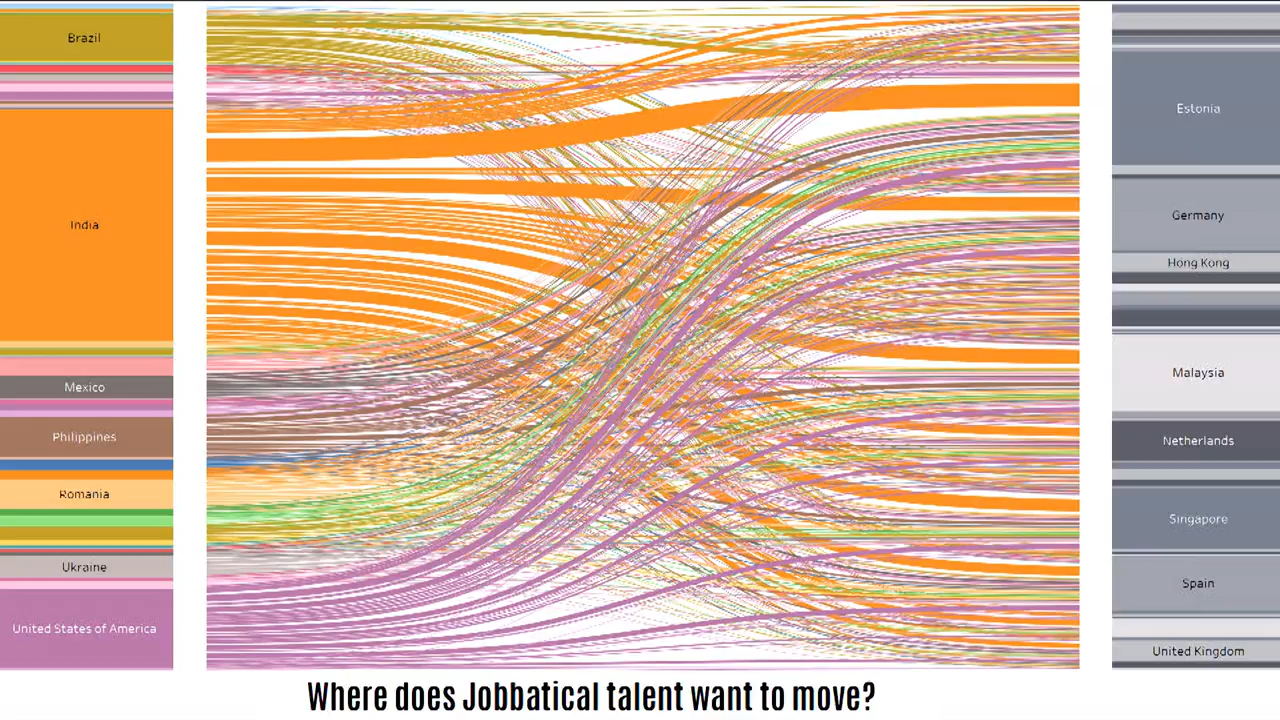 Brazil
India
Mexico
Philippines
Romania
Ukraine
United States of America
Estonia
Germany
Hong Kong
Malaysia
Netherlands
Singapore
Spain
United Kingdom
Where does Jobbatical talent want to move?